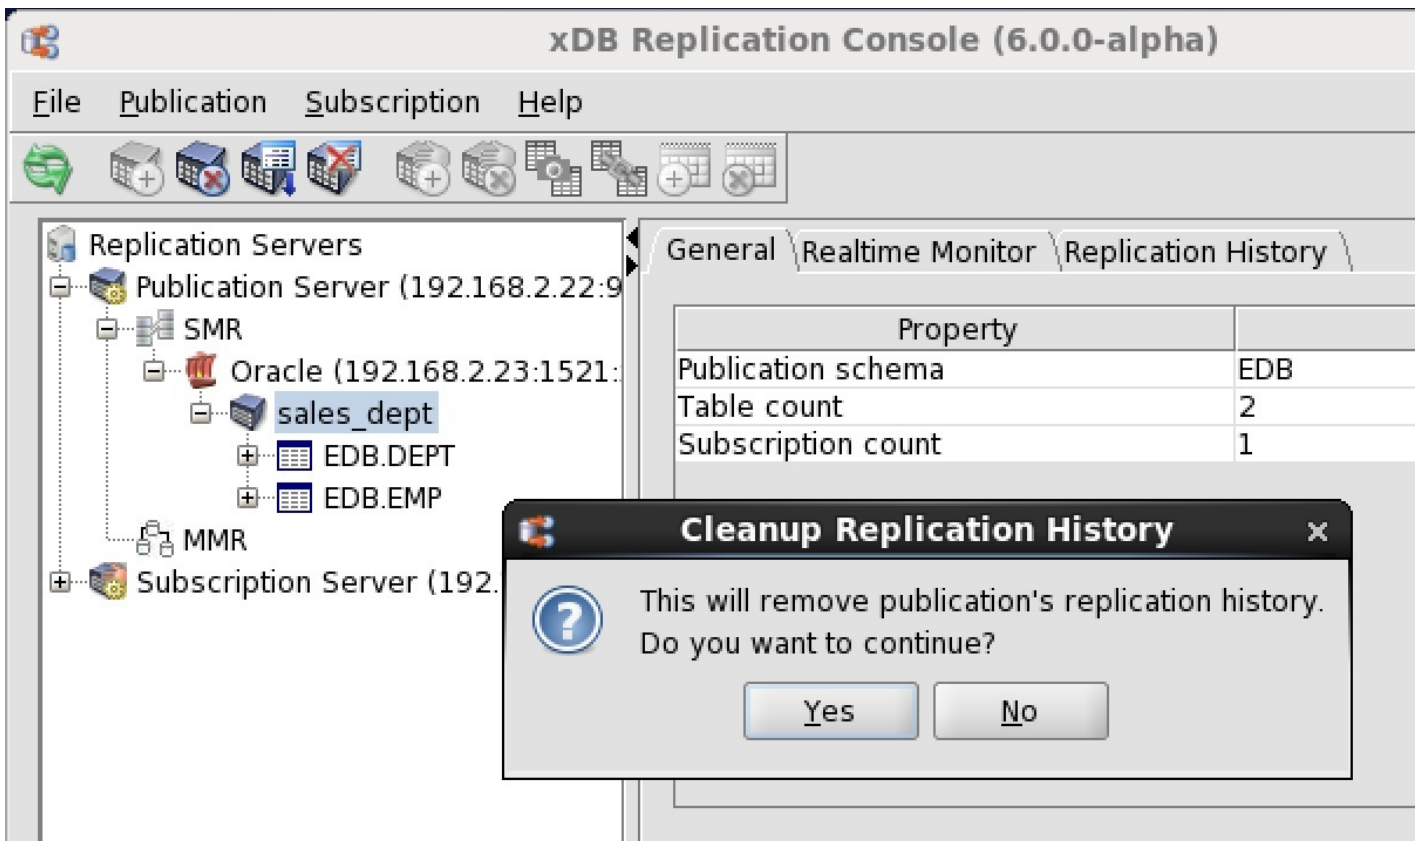 xDB Replication Console (6.0.0-alpha)
File Publication Subscription Help
Replication Servers
Publication Server (192.168.2.22:9
SMR
Oracle (192.168.2.23:1521:
sales_dept
EDB.DEPT
EDB.EMP
MMR
Subscription Server (192.
General Realtime Monitor Replication History
Property
Publication schema EDB
Table count 2
Subscription count 1
Cleanup Replication History
This will remove publication's replication history.
Do you want to continue?
Yes No